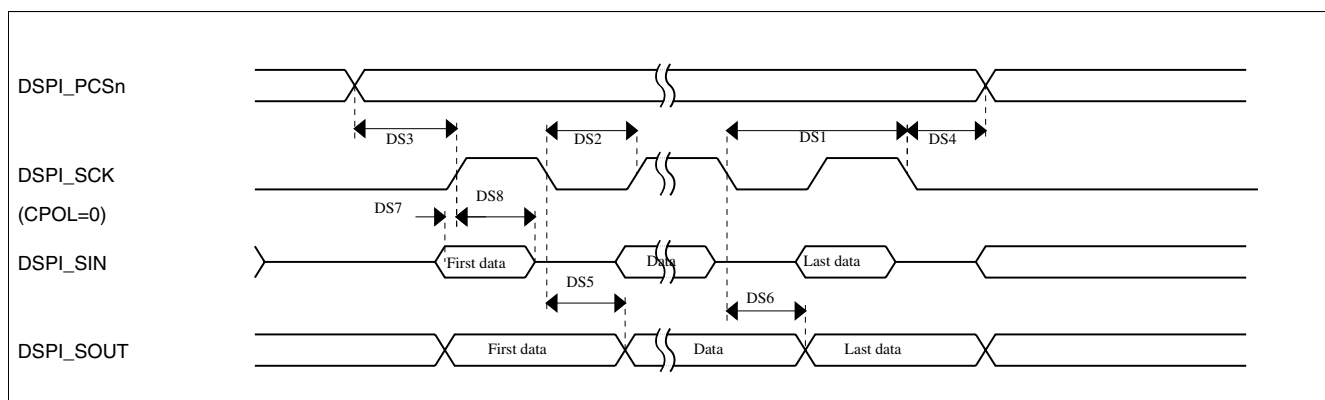 DSPI_PCSn
DS3
DS2
DS1
DS4
DSPI_SCK
(CPOL=0)
DS7
DS8
DSPI_SIN
First data
Data
Last data
DS5
DS6
DSPI_SOUT
First data
Data
Last data